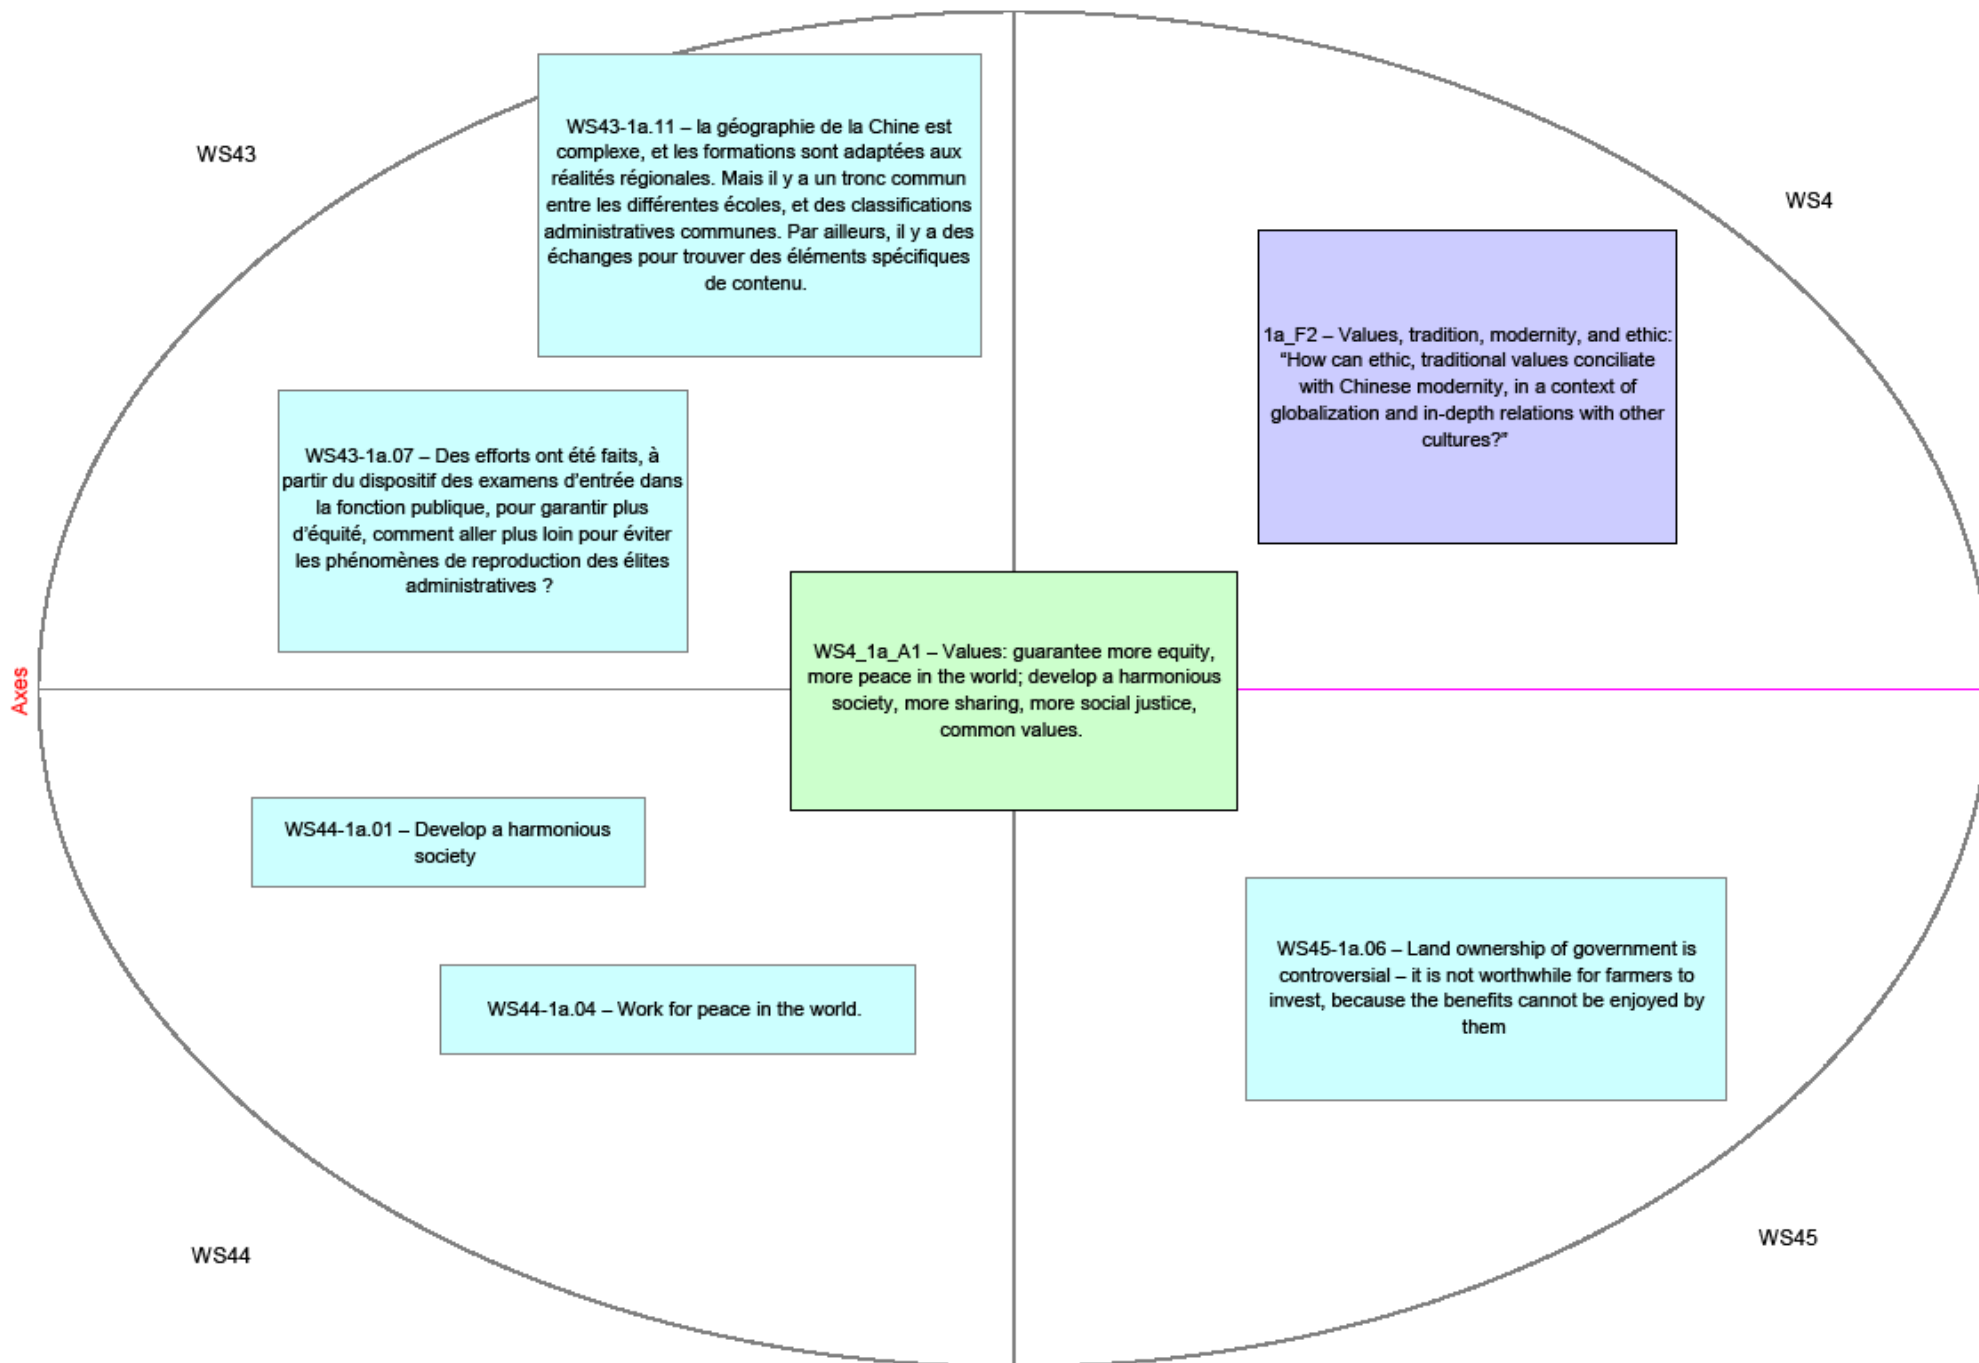 WS43
WS43-1a.11 – la géographie de la Chine est
complexe, et les formations sont adaptées aux
réalités régionales. Mais il y a un tronc commun
entre les différentes écoles, et des classifications
administratives communes. Par ailleurs, il y a des
échanges pour trouver des éléments spécifiques
de contenu.
WS4
1a_F2 – Values, tradition, modernity, and ethic:
“How can ethic, traditional values conciliate
with Chinese modernity, in a context of
globalization and in-depth relations with other
cultures?”
WS43-1a.07 – Des efforts ont été faits, à
partir du dispositif des examens d’entrée dans
la fonction publique, pour garantir plus
d’équité, comment aller plus loin pour éviter
les phénomènes de reproduction des élites
administratives ?
Axes
WS4_1a_A1 – Values: guarantee more equity,
more peace in the world; develop a harmonious
society, more sharing, more social justice,
common values.
WS44-1a.01 – Develop a harmonious
society
WS44-1a.04 – Work for peace in the world.
WS45-1a.06 – Land ownership of government is
controversial – it is not worthwhile for farmers to
invest, because the benefits cannot be enjoyed by
them
WS44
WS45